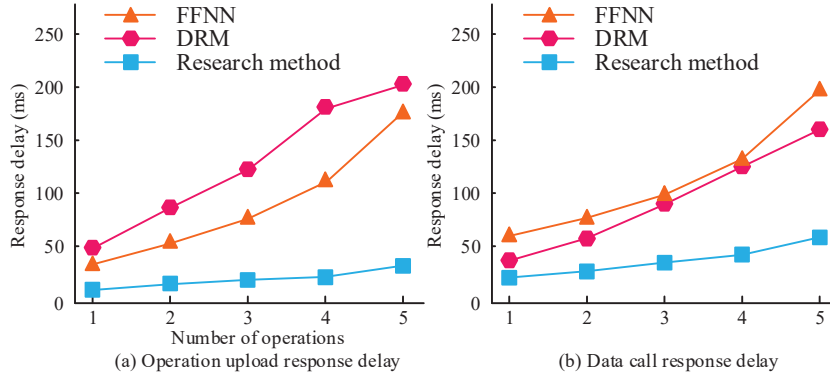 FFNN
DRM
Research method
Response delay (ms)
250
200
150
100
50
0
1 2 3 4 5
Number of operations
(a) Operation upload response delay
FFNN
DRM
Research method
Response delay (ms)
250
200
150
100
50
0
1 2 3 4 5
(b) Data call response delay